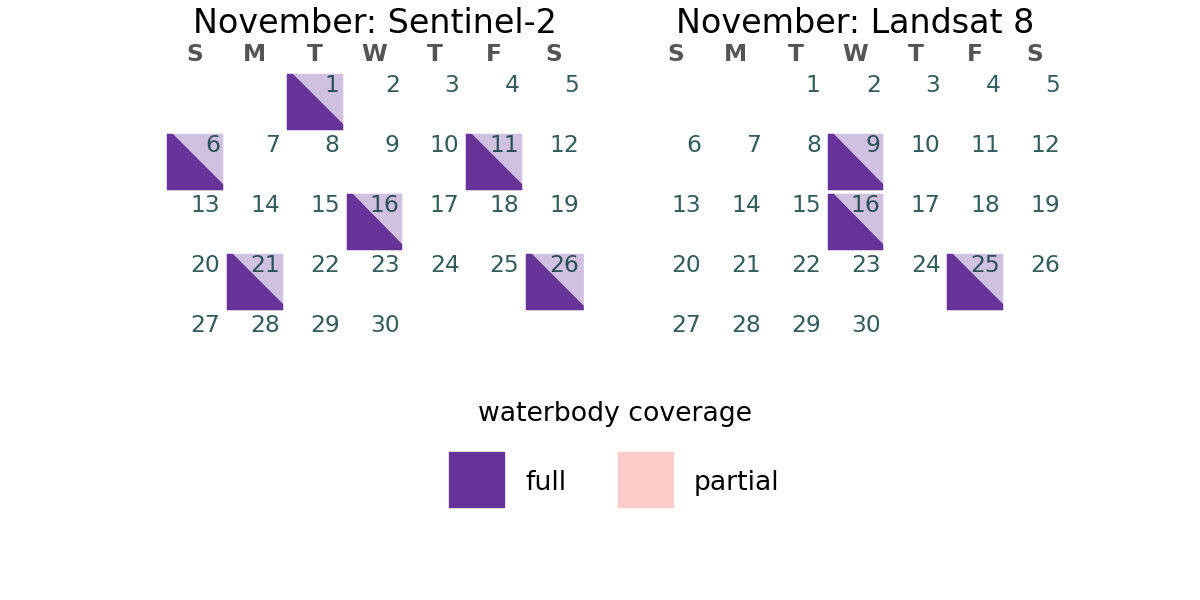 November: Sentinel-2
S M T W T F S
1 2 3 4 5
6 7 8 9 10 11 12
13 14 15 16 17 18 19
20 21 22 23 24 25 26
27 28 29 30
November: Landsat 8
S M T W T F S
1 2 3 4 5
6 7 8 9 10 11 12
13 14 15 16 17 18 19
20 21 22 23 24 25 26
27 28 29 30
waterbody coverage
full partial